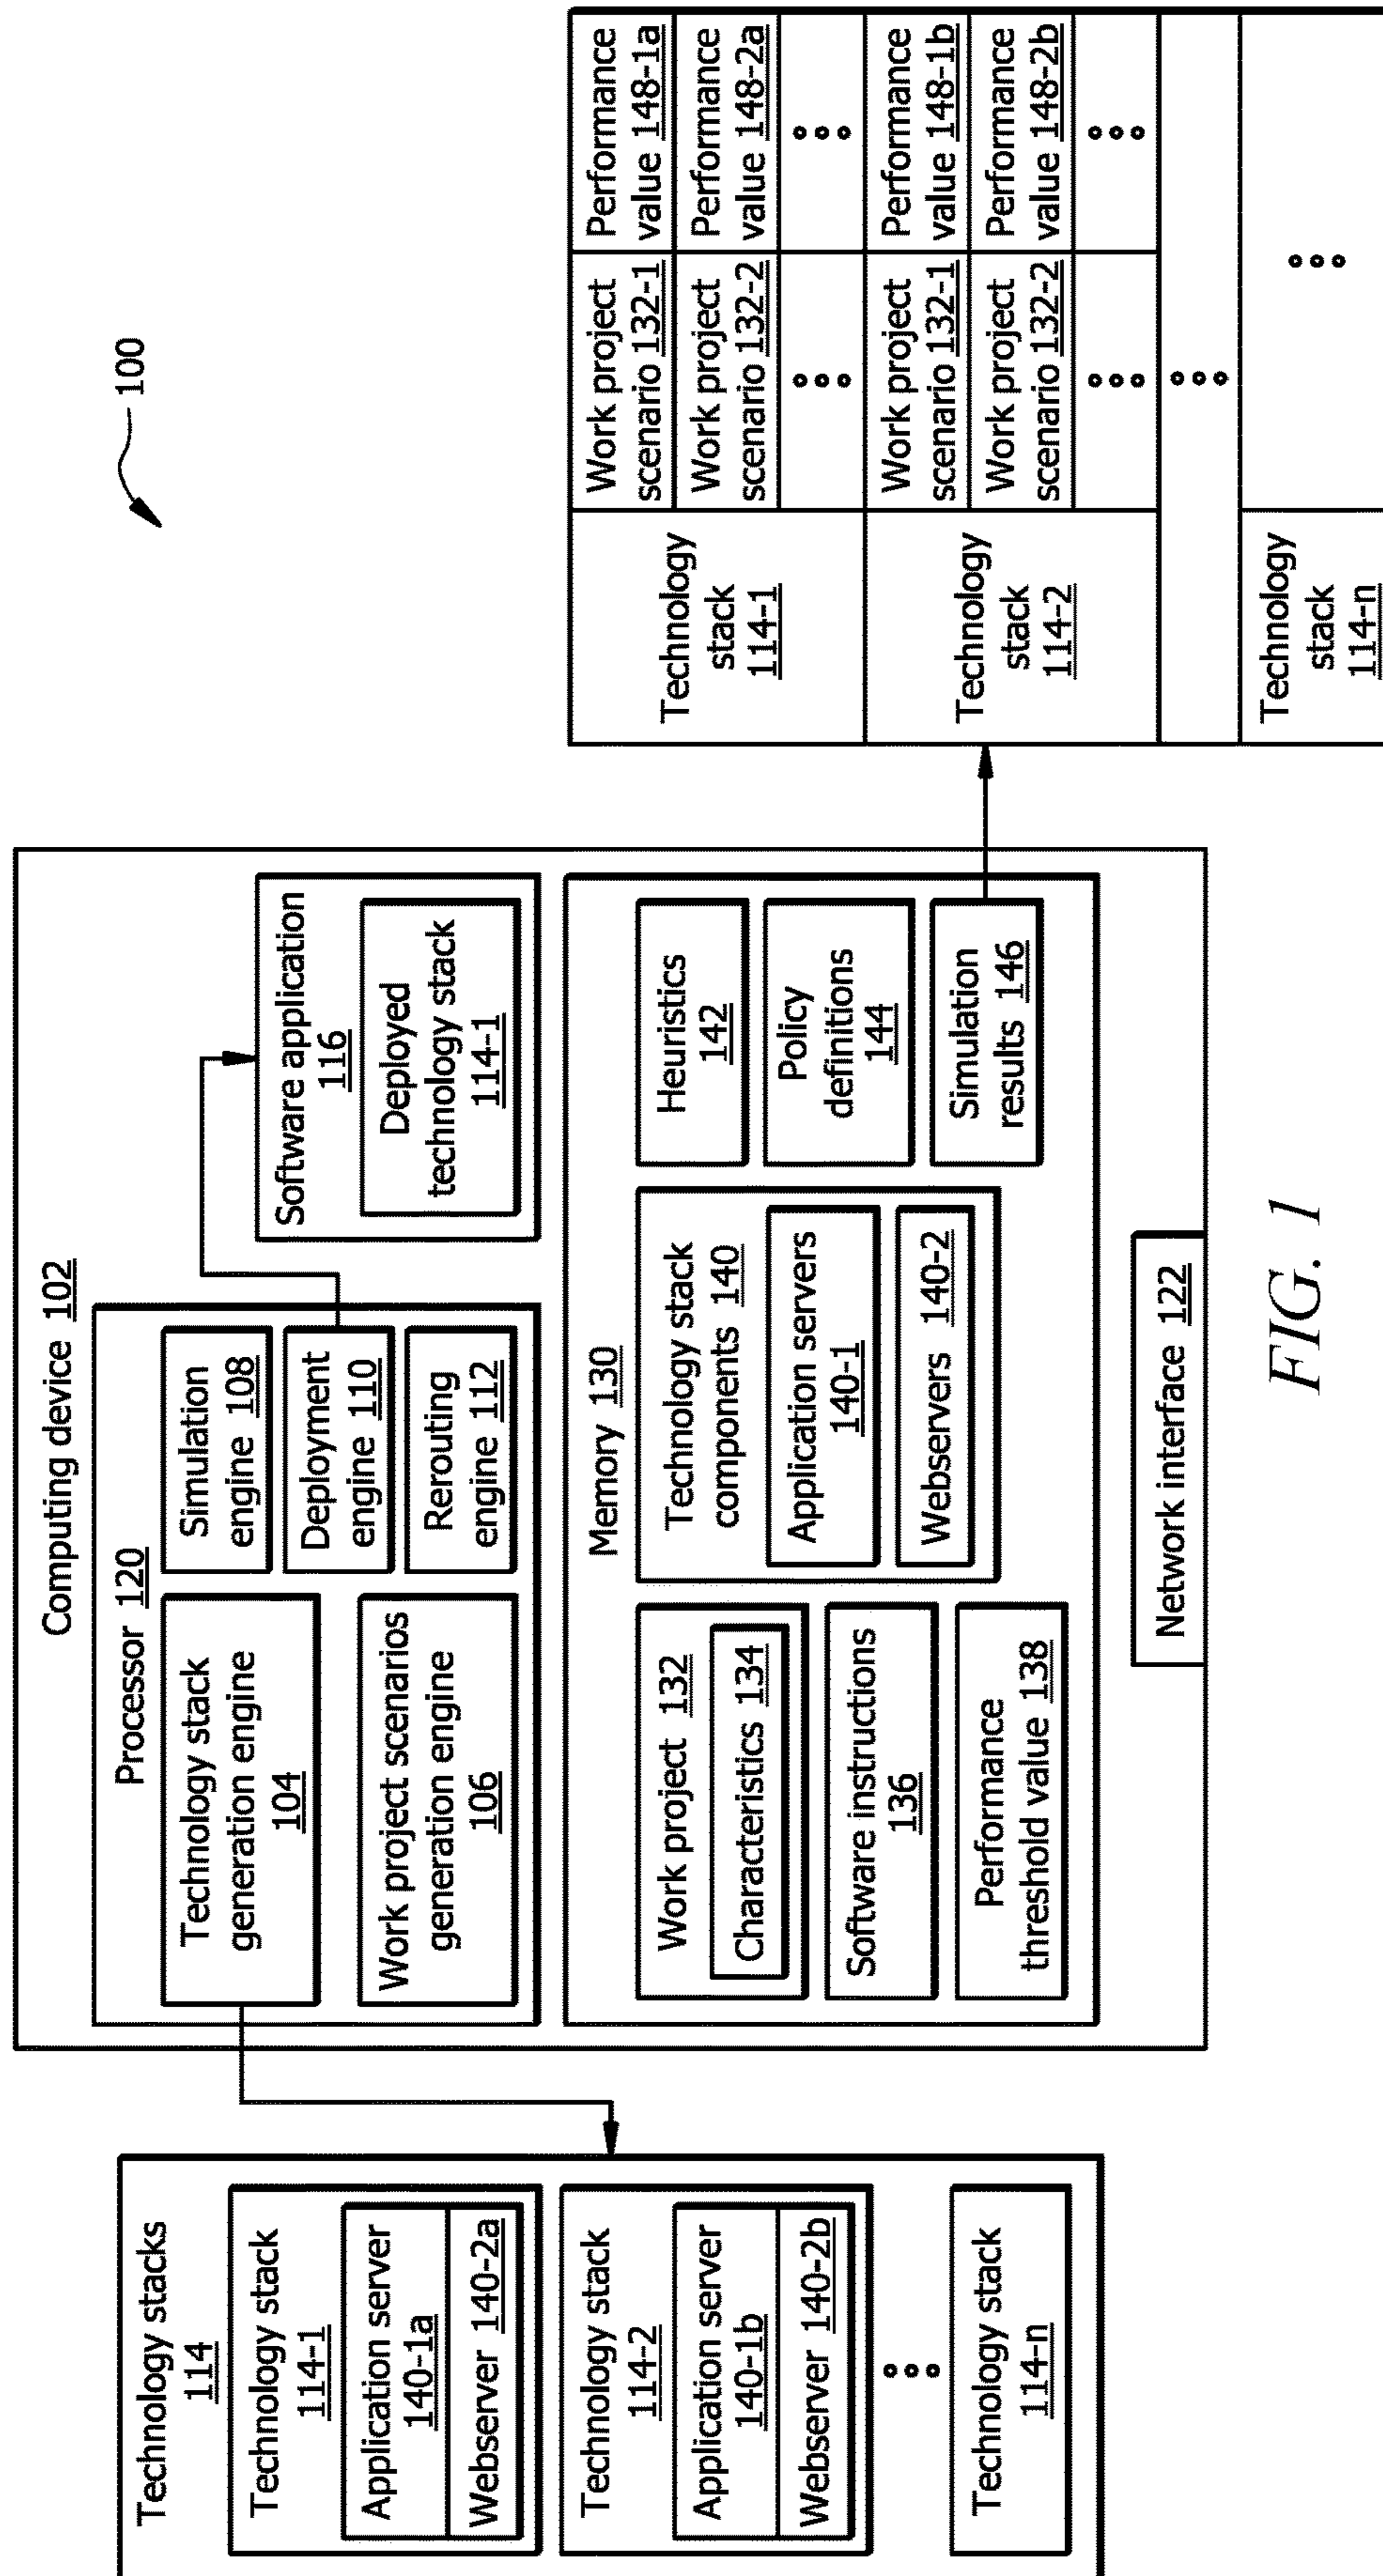 100
Technology stacks
114
Technology stack
114-1
Application server
140-1a
Webserver 140-2a
Technology stack
114-2
Application server
140-1b
Webserver 140-2b
Technology stack
114-n
Computing device 102
Processor 120
Technology stack
generation engine
104
Work project scenarios
generation engine
106
Simulation
engine 108
Deployment
engine 110
Rerouting
engine 112
Software application
116
Deployed
technology stack
114-1
Memory 130
Work project 132
Characteristics 134
Software instructions
136
Performance
threshold value 138
Technology stack
components 140
Application servers
140-1
Webservers 140-2
Heuristics
142
Policy
definitions
144
Simulation
results 146
Network interface 122
Technology
stack
114-1
Work project
scenario 132-1
Performance
value 148-1a
Work project
scenario 132-2
Performance
value 148-2a
Technology
stack
114-2
Work project
scenario 132-1
Performance
value 148-1b
Work project
scenario 132-2
Performance
value 148-2b
Technology
stack
114-n
FIG. 1